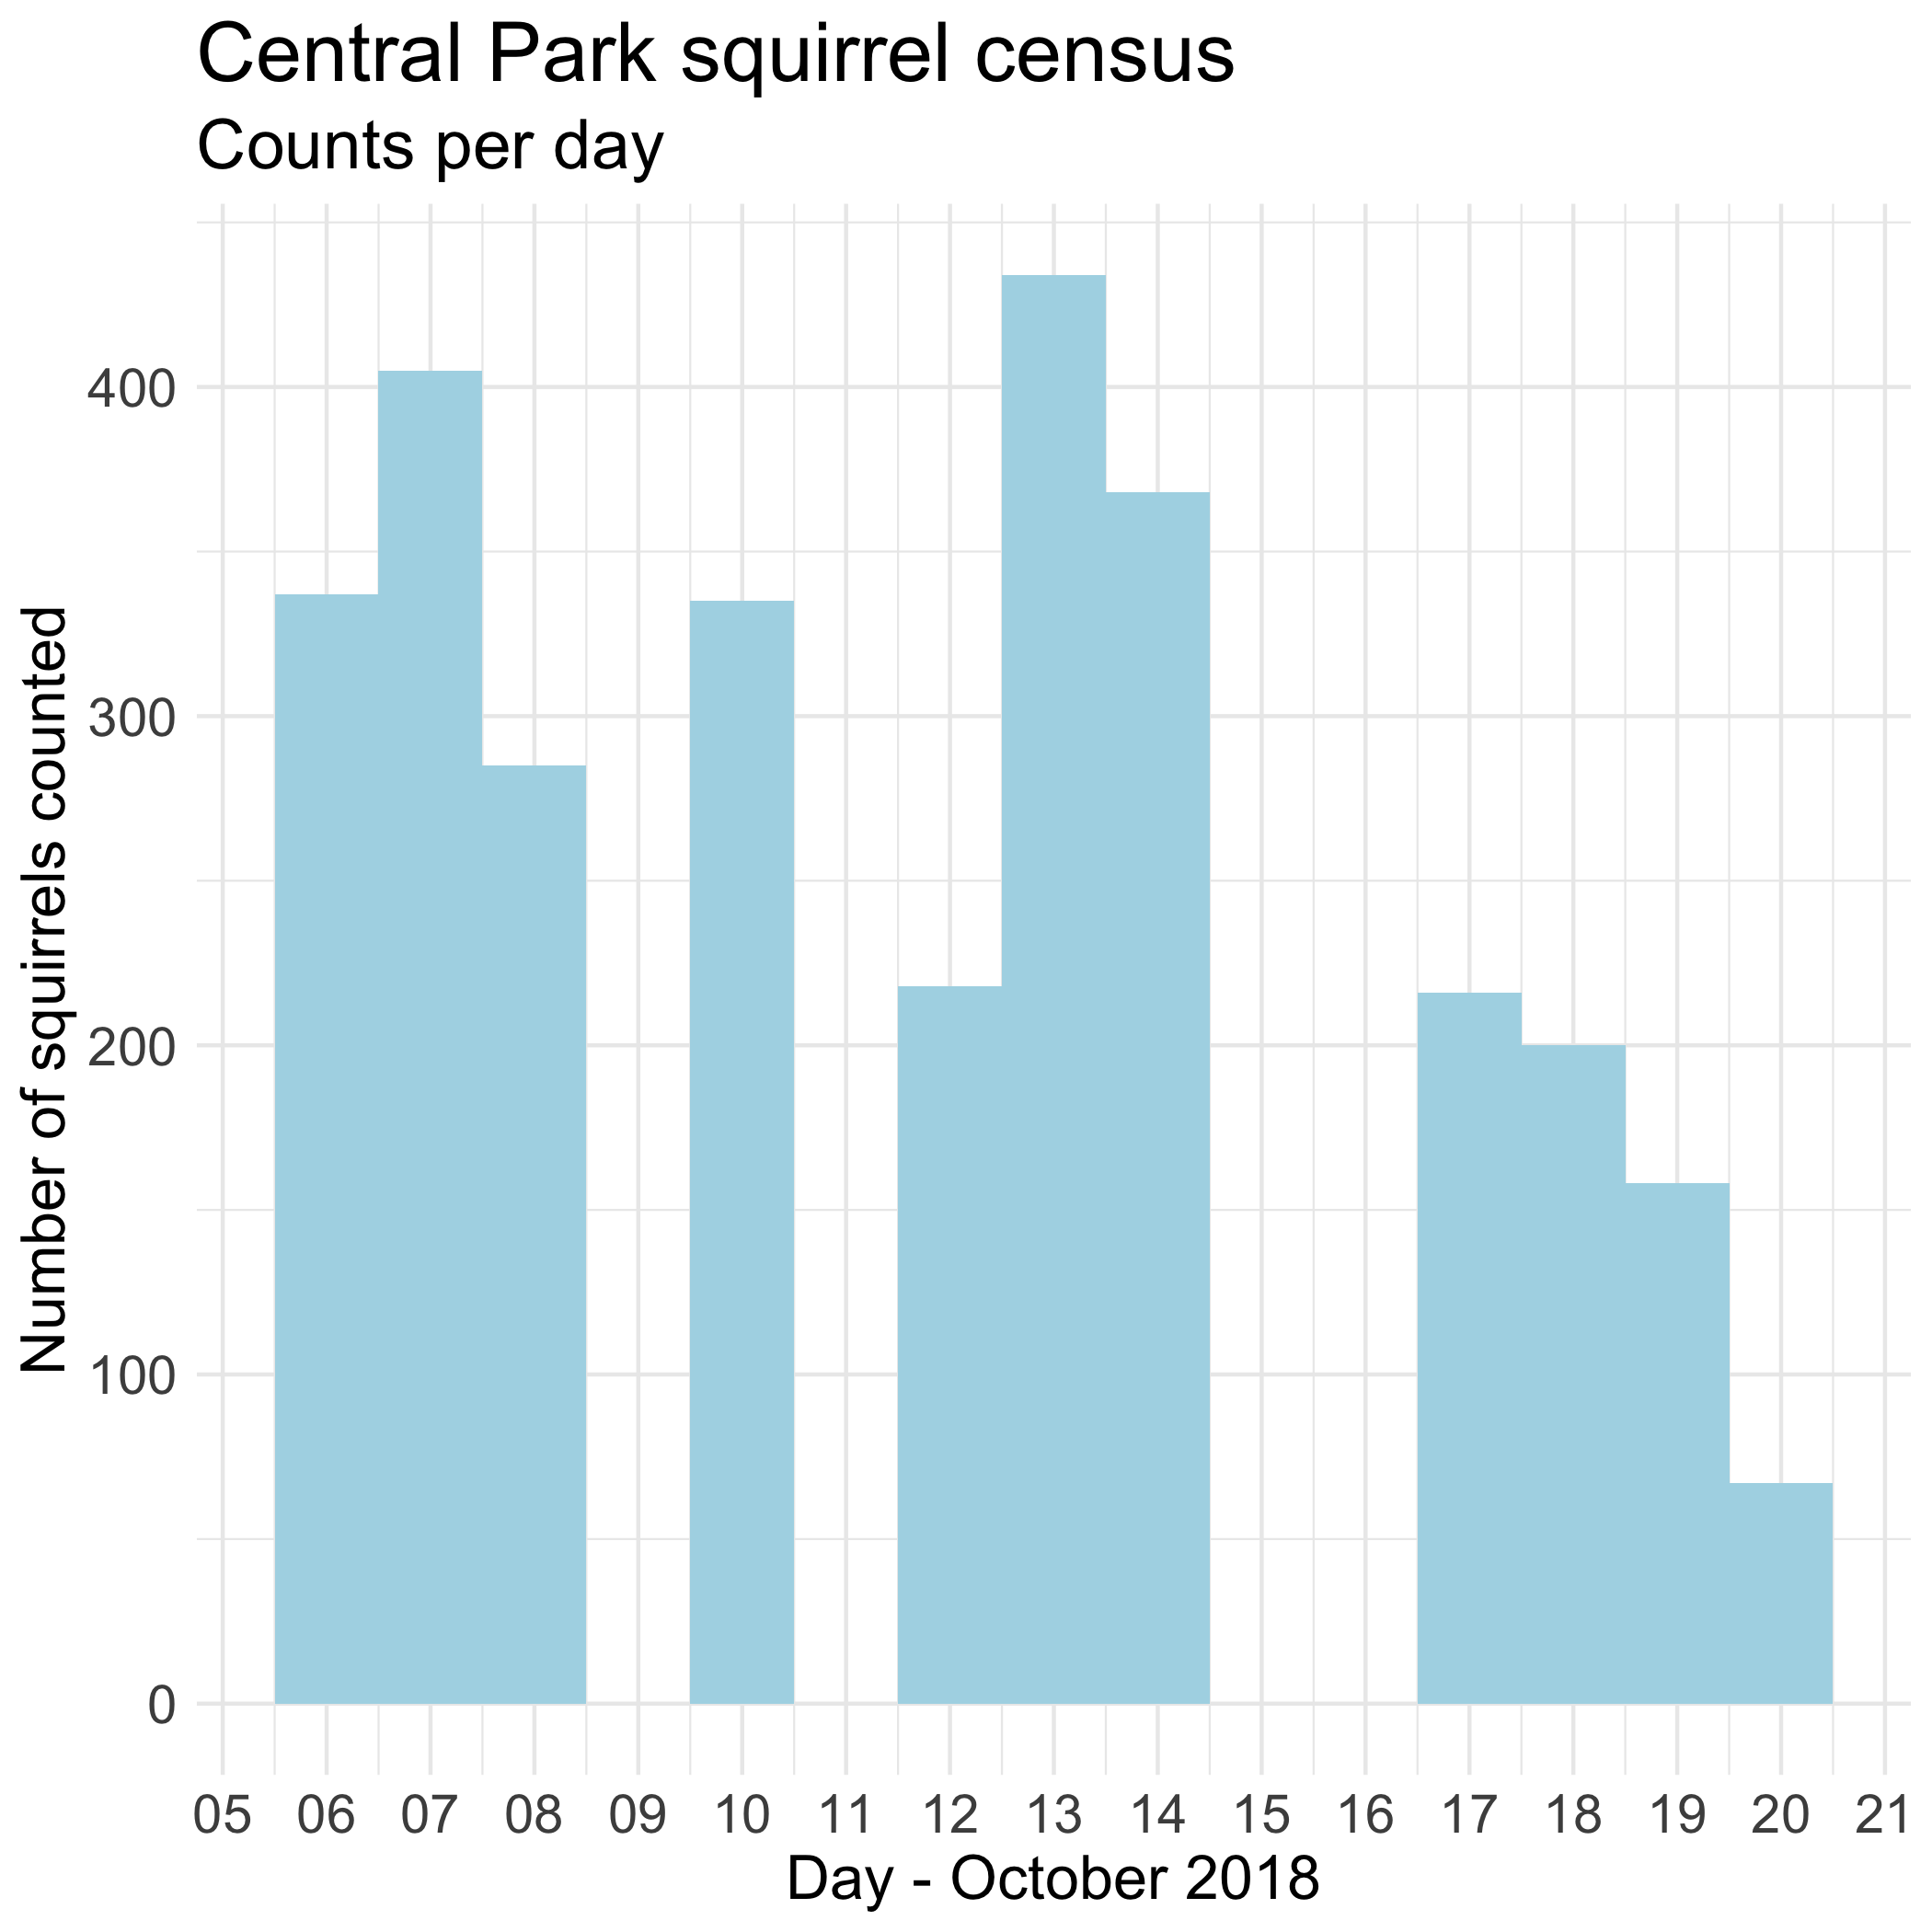 Central Park squirrel census
Counts per day
Number of squirrels counted
400
300
200
100
0
05 06 07 08 09 10 11 12 13 14 15 16 17 18 19 20 21
Day - October 2018